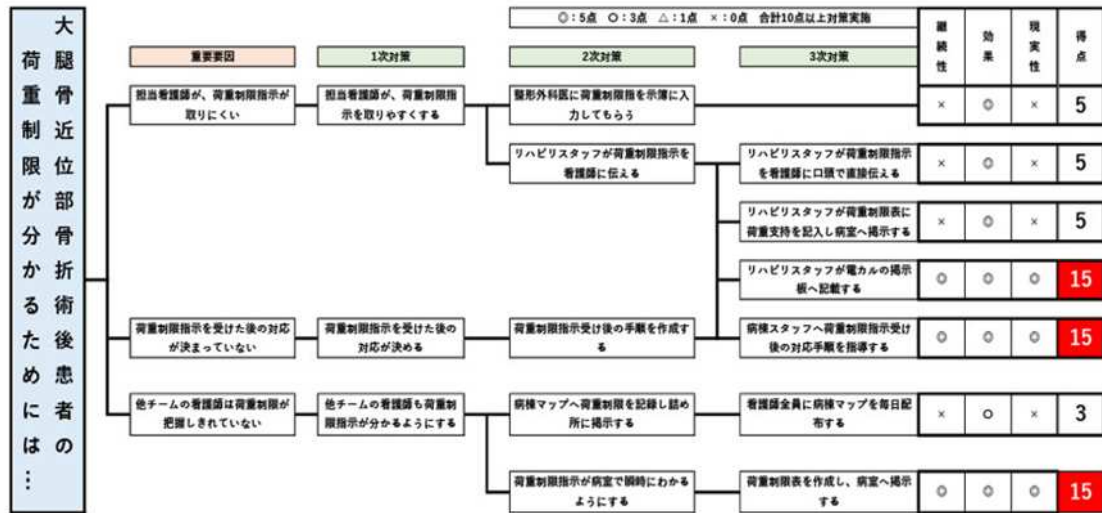 大腿骨近位部骨折術後患者の
荷重制限が分かるためには…
◎:5点 ○:3点 △:1点 ×:0点 合計10点以上対策実施
重要要因
1次対策
2次対策
3次対策
継続性
効果
現実性
得点
担当看護師が、荷重制限指示が
取りにくい
担当看護師が、荷重制限指
示を取りやすくする
整形外科医に荷重制限指を示簿に入
力してもらう
× ◎ × 5
リハビリスタッフが荷重制限指示を
看護師に伝える
リハビリスタッフが荷重制限指示
を看護師に口頭で直接伝える
× ◎ × 5
リハビリスタッフが荷重制限表に
荷重支持を記入し病室へ掲示する
× ◎ × 5
リハビリスタッフが電カルの掲示
板へ記載する
◎ ◎ ◎ 15
荷重制限指示を受けた後の対応
が決まっていない
荷重制限指示を受けた後の
対応が決める
荷重制限指示受け後の手順を作成す
る
病棟スタッフへ荷重制限指示受け
後の対応手順を指導する
◎ ◎ ◎ 15
他チームの看護師は荷重制限が
把握しきれていない
他チームの看護師も荷重制
限指示が分かるようにする
病棟マップへ荷重制限を記録し詰め
所に掲示する
看護師全員に病棟マップを毎日配
布する
× ○ × 3
荷重制限指示が病室で瞬時にわかる
ようにする
荷重制限表を作成し、病室へ掲示
する
◎ ◎ ◎ 15